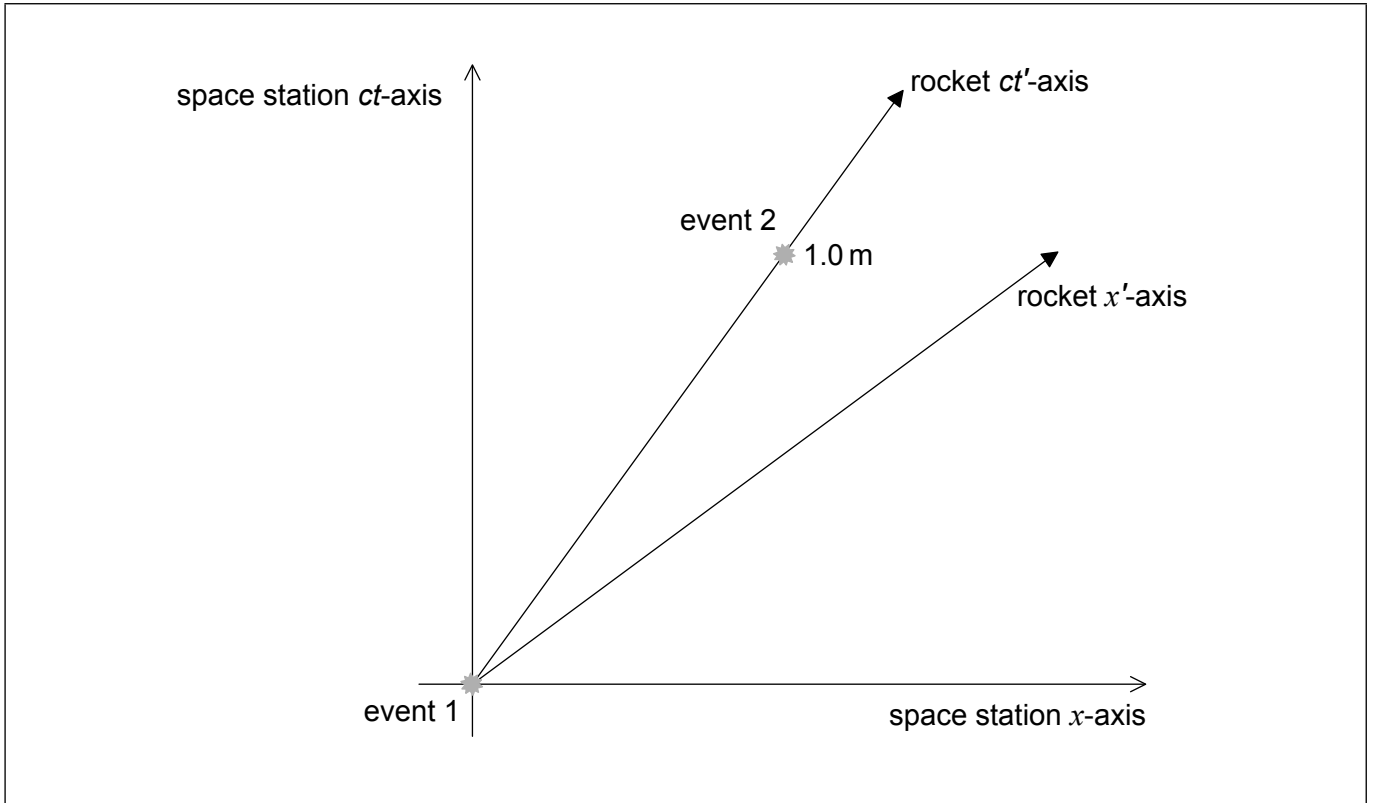 rocket ct'-axis
space station ct-axis
event 2
1.0 m
rocket x'-axis
event 1
space station x-axis